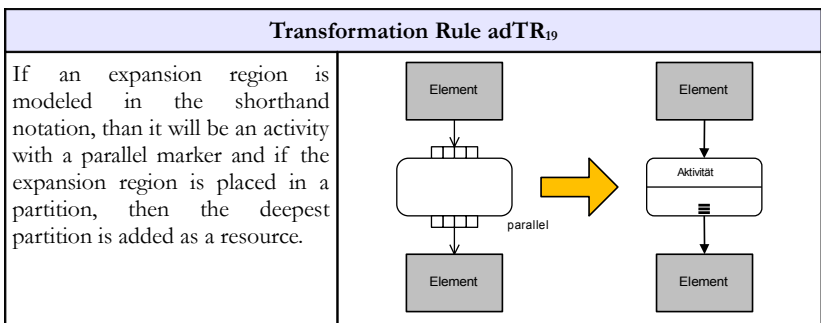 Transformation Rule adTR19
If an expansion region is
modeled in the shorthand
notation, than it will be an activity
with a parallel marker and if the
expansion region is placed in a
partition, then the deepest
partition is added as a resource.
Element
Element
Aktivität
parallel
Element
Element